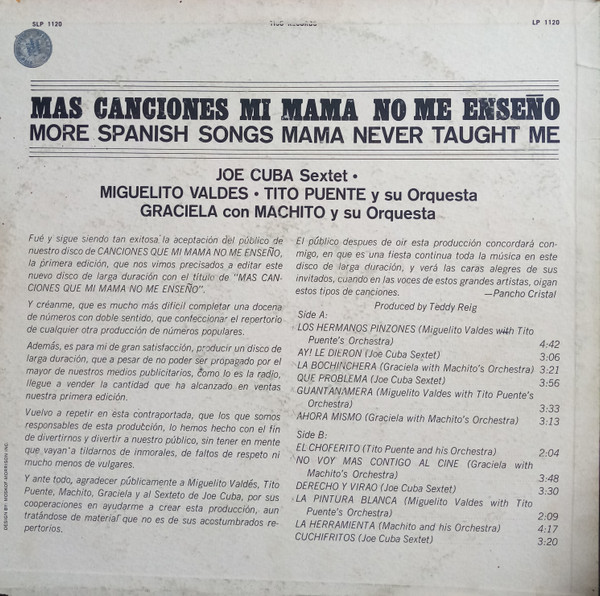 SLP 1120
TICO RECORDS
LP 1120
MAS CANCIONES MI MAMA NO ME ENSEÑO
MORE SPANISH SONGS MAMA NEVER TAUGHT ME
JOE CUBA Sextet •
MIGUELITO VALDES • TITO PUENTE y su Orquesta
GRACIELA con MACHITO y su Orquesta
Fué y sigue siendo tan exitosa la aceptación del público de
nuestro disco de CANCIONES QUE MI MAMA NO ME ENSEÑO,
la primera edición, que nos vimos precisados a editar este
nuevo disco de larga duración con el título de "MAS CAN-
CIONES QUE MI MAMA NO ME ENSEÑO".
Y créanme, que es mucho más difícil completar una docena
de números con doble sentido, que confeccionar el repertorio
de cualquier otra producción de números populares.
Además, es para mi de gran satisfacción, producir un disco de
larga duración, que a pesar de no poder ser propagado por el
mayor de nuestros medios publicitarios, como lo es la radio,
llegue a vender la cantidad que ha alcanzado en ventas
nuestra primera edición.
Vuelvo a repetir en esta contraportada, que los que somos
responsables de esta producción, lo hemos hecho con el fin
de divertirnos y divertir a nuestro público, sin tener en mente
que vayan a tildarnos de inmorales, de faltos de respeto ni
mucho menos de vulgares.
Y ante todo, agradecer públicamente a Miguelito Valdés, Tito
Puente, Machito, Graciela y al Sexteto de Joe Cuba, por sus
cooperaciones en ayudarme a crear esta producción, aun
tratándose de material que no es de sus acostumbrados re-
pertorios.
El público despues de oir esta producción concordará con-
migo, en que es una fiesta continua toda la música en este
disco de larga duración, y verá las caras alegres de sus
invitados, cuando en las voces de estos grandes artistas, oigan
estos tipos de canciones. —Pancho Cristal
Produced by Teddy Reig
Side A:
LOS HERMANOS PINZONES (Miguelito Valdes with Tito
Puente's Orchestra) 4:42
AY! LE DIERON (Joe Cuba Sextet) 3:06
LA BOCHINCHERA (Graciela with Machito's Orchestra) 3:21
QUE PROBLEMA (Joe Cuba Sextet) 3:56
GUANTANAMERA (Miguelito Valdes with Tito Puente's
Orchestra) 3:33
AHORA MISMO (Graciela with Machito's Orchestra) 3:13
Side B:
EL CHOFERITO (Tito Puente and his Orchestra) 2:04
NO VOY MAS CONTIGO AL CINE (Graciela with
Machito's Orchestra) 3:48
DERECHO Y VIRAO (Joe Cuba Sextet) 3:30
LA PINTURA BLANCA (Miguelito Valdes with Tito
Puente's Orchestra) 2:09
LA HERRAMIENTA (Machito and his Orchestra) 4:17
CUCHIFRITOS (Joe Cuba Sextet) 3:20